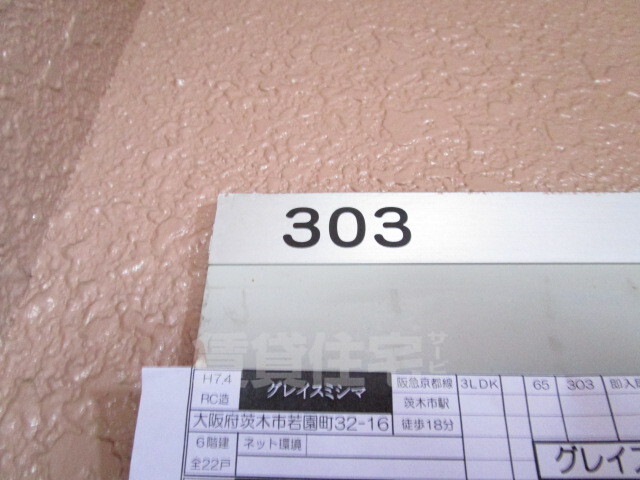 303
賃貸住宅サービ
H7.4 グレイスミシマ 阪急京都線 3LDK 65 303 即入
RC造 茨木市駅
大阪府茨木市若園町32-16 徒歩18分
6階建 ネット環境
全22戸 グレイス